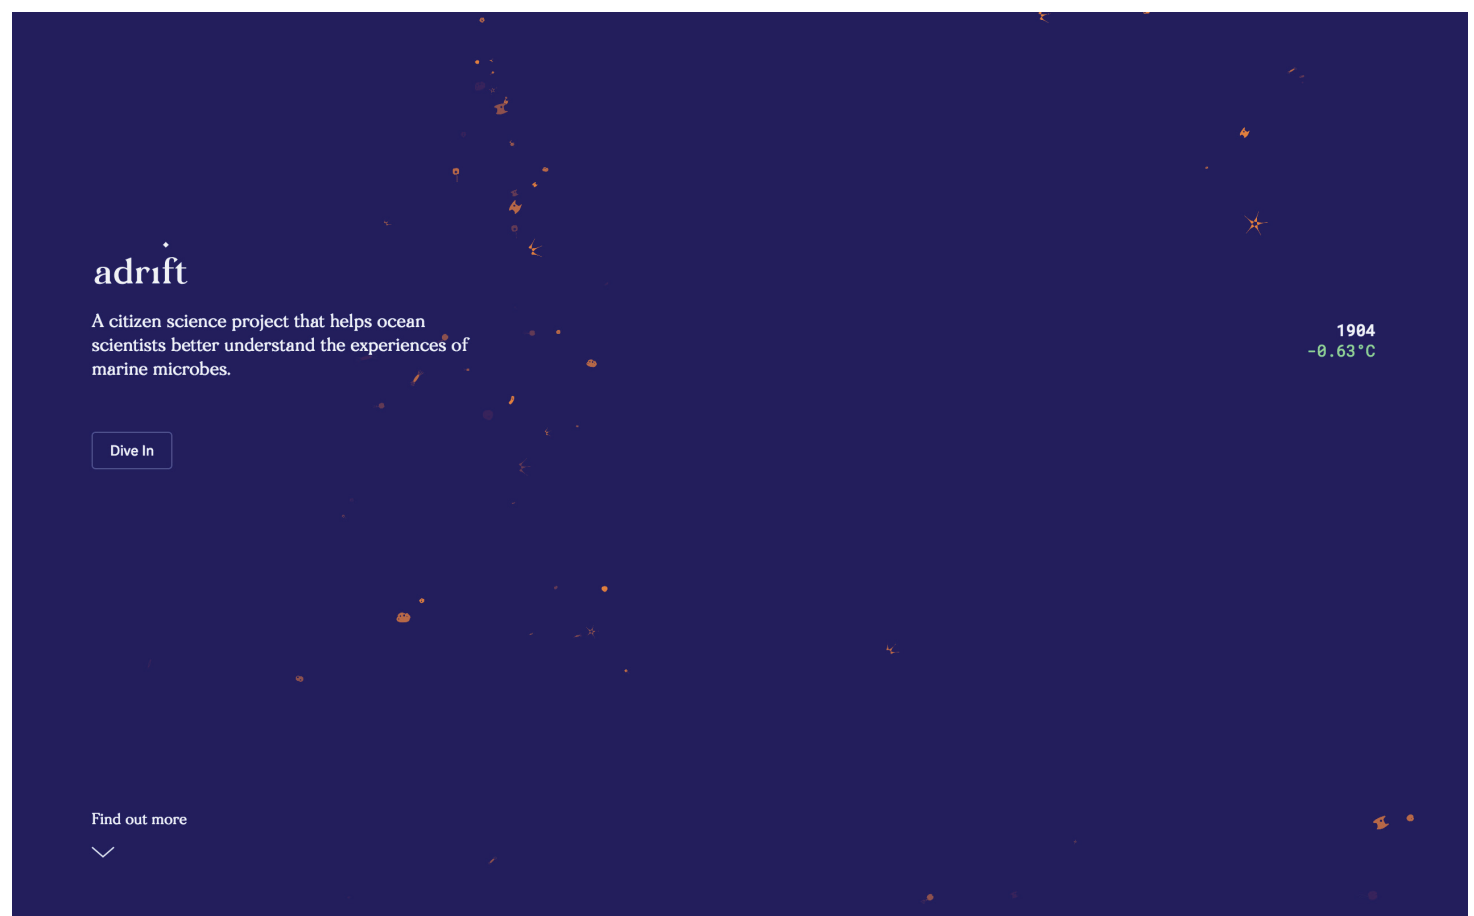 adrift
A citizen science project that helps ocean
scientists better understand the experiences of
marine microbes.
1904
-0.63°C
Dive In
Find out more